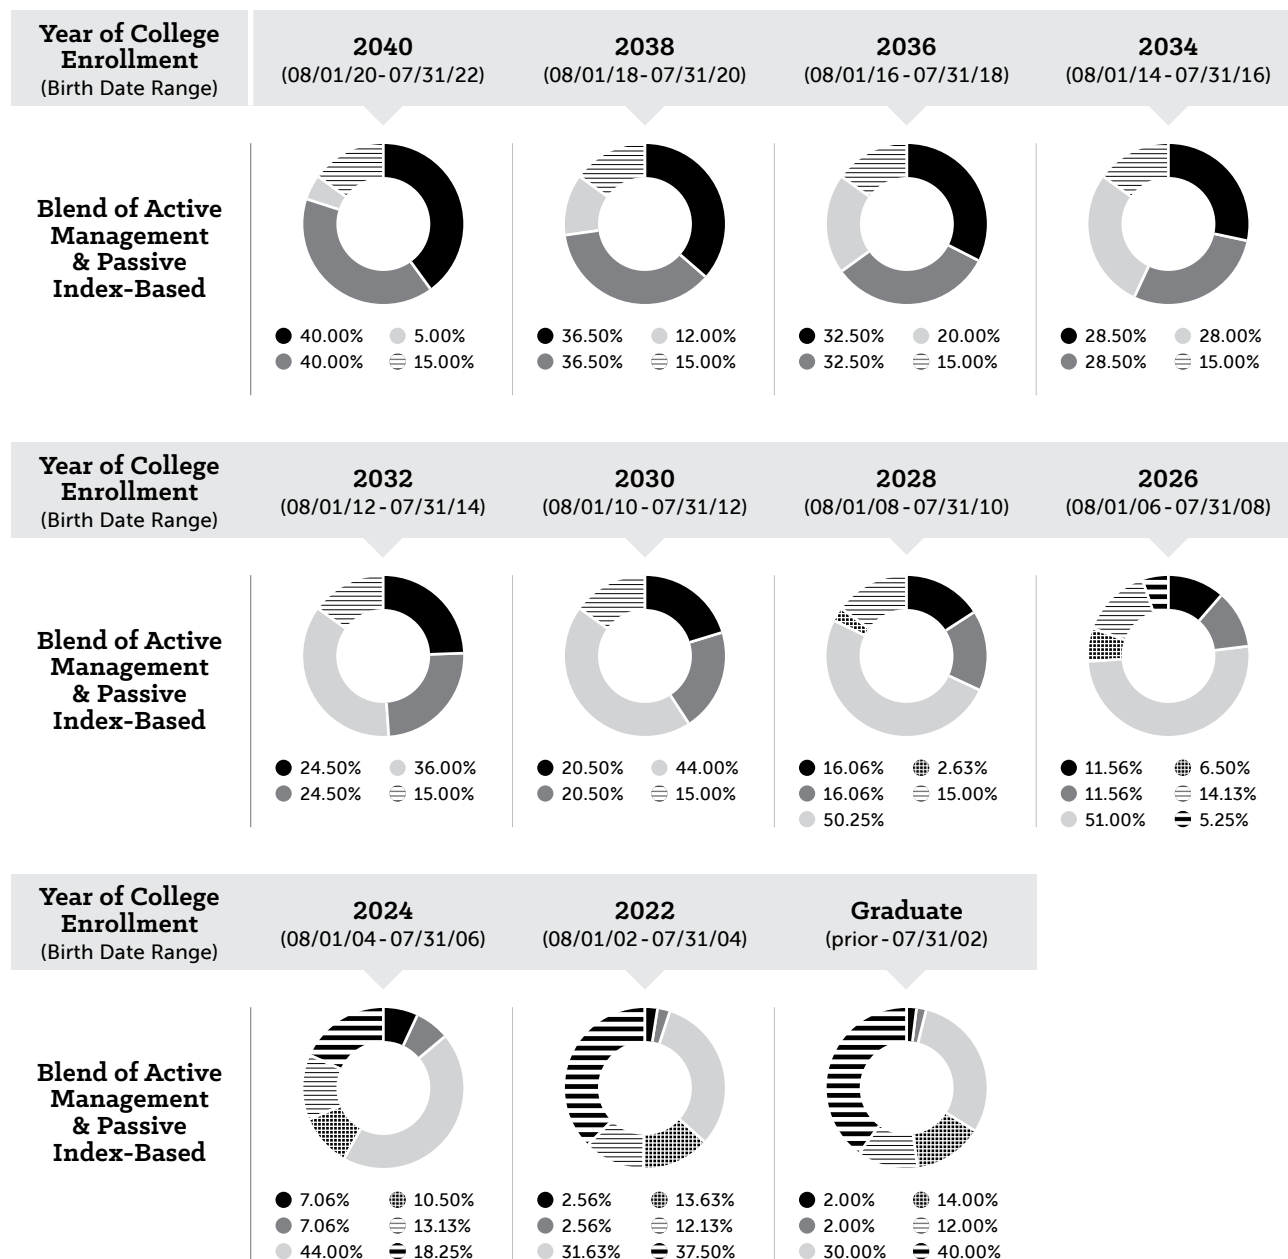 Year of College
Enrollment
(Birth Date Range)
2040
(08/01/20-07/31/22)
2038
(08/01/18-07/31/20)
2036
(08/01/16-07/31/18)
2034
(08/01/14-07/31/16)
Blend of Active
Management
& Passive
Index-Based
40.00% 5.00%
40.00% 15.00%
36.50% 12.00%
36.50% 15.00%
32.50% 20.00%
32.50% 15.00%
28.50% 28.00%
28.50% 15.00%
Year of College
Enrollment
(Birth Date Range)
2032
(08/01/12-07/31/14)
2030
(08/01/10-07/31/12)
2028
(08/01/08-07/31/10)
2026
(08/01/06-07/31/08)
Blend of Active
Management
& Passive
Index-Based
24.50% 36.00%
24.50% 15.00%
20.50% 44.00%
20.50% 15.00%
16.06% 2.63%
16.06% 15.00%
50.25%
11.56% 6.50%
11.56% 14.13%
51.00% 5.25%
Year of College
Enrollment
(Birth Date Range)
2024
(08/01/04-07/31/06)
2022
(08/01/02-07/31/04)
Graduate
(prior-07/31/02)
Blend of Active
Management
& Passive
Index-Based
7.06% 10.50%
7.06% 13.13%
44.00% 18.25%
2.56% 13.63%
2.56% 12.13%
31.63% 37.50%
2.00% 14.00%
2.00% 12.00%
30.00% 40.00%